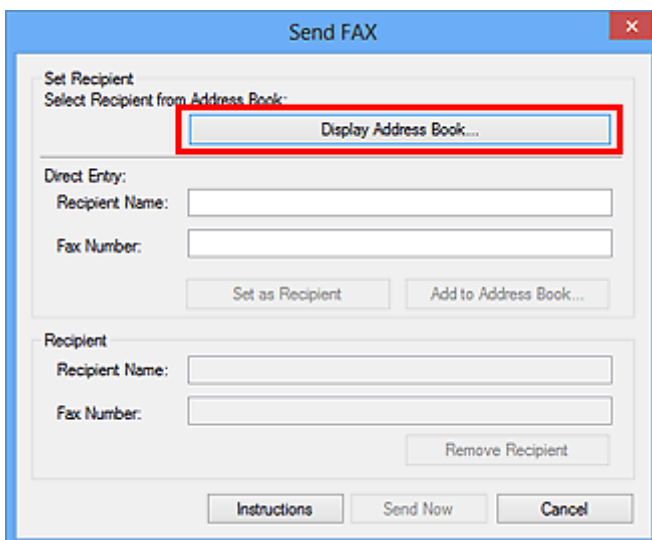 Send FAX
Set Recipient
Select Recipient from Address Book:
Display Address Book...
Direct Entry:
Recipient Name:
Fax Number:
Set as Recipient
Add to Address Book...
Recipient
Recipient Name:
Fax Number:
Remove Recipient
Instructions
Send Now
Cancel